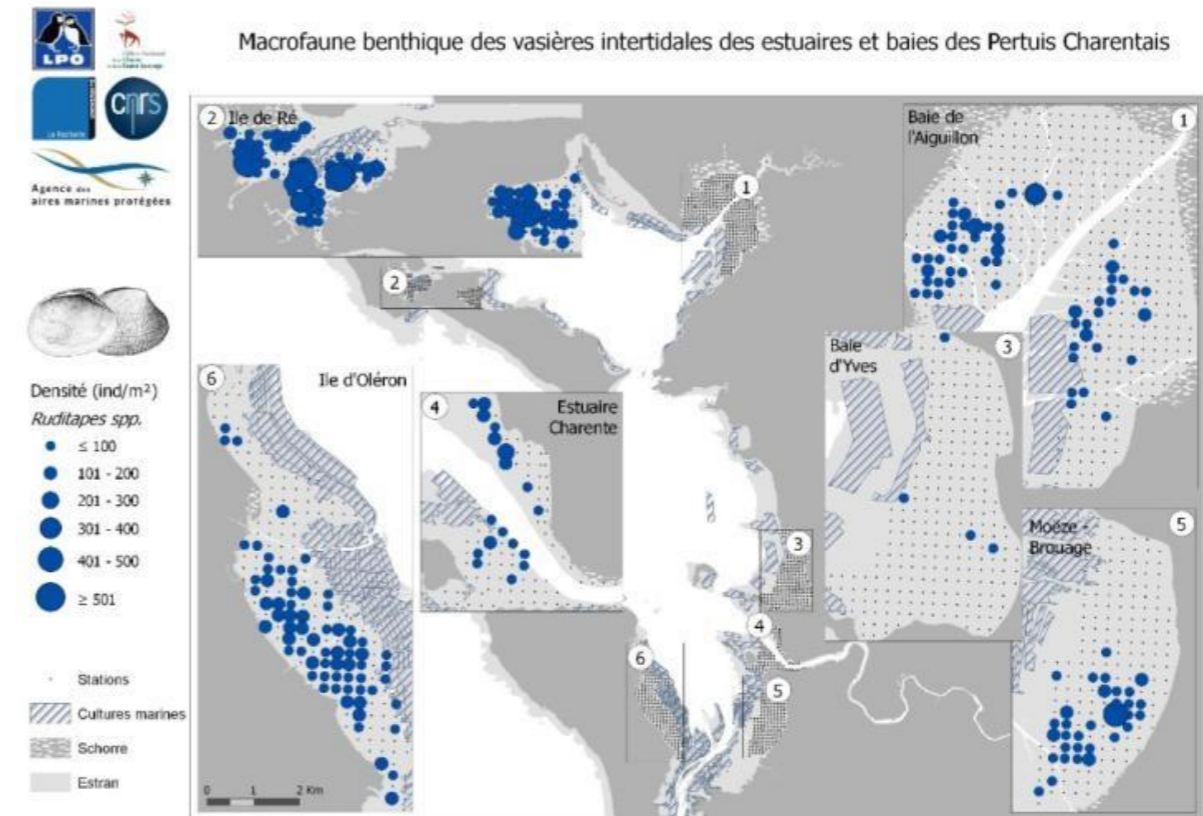 LPO
La Rochelle
UNIVERSITÉ
cnrs
Agence des
aires marines protégées
Macrofaune benthique des vasières intertidales des estuaires et baies des Pertuis Charentais
2 Ile de Ré
Baie de
l'Aiguillon
1
1
2
3
Baie
d'Yves
6
Ile d'Oléron
4
Estuaire
Charente
Moëze -
Brouage
5
3
4
6
5
Densité (ind/m²)
Ruditapes spp.
≤ 100
101 - 200
201 - 300
301 - 400
401 - 500
≥ 501
Stations
Cultures marines
Schorre
Estran
0 1 2 Km